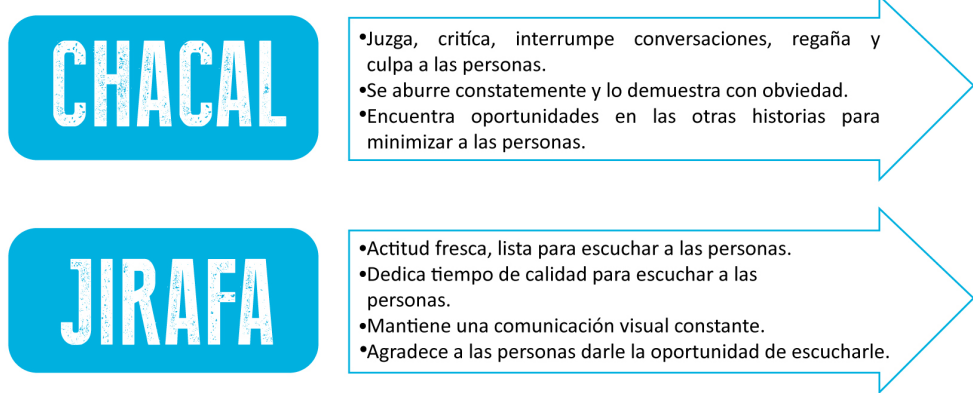 CHACAL
•Juzga, critica, interrumpe conversaciones, regaña y
culpa a las personas.
•Se aburre constatemente y lo demuestra con obviedad.
•Encuentra oportunidades en las otras historias para
minimizar a las personas.
JIRAFA
•Actitud fresca, lista para escuchar a las personas.
•Dedica tiempo de calidad para escuchar a las
personas.
•Mantiene una comunicación visual constante.
•Agradece a las personas darle la oportunidad de escucharle.